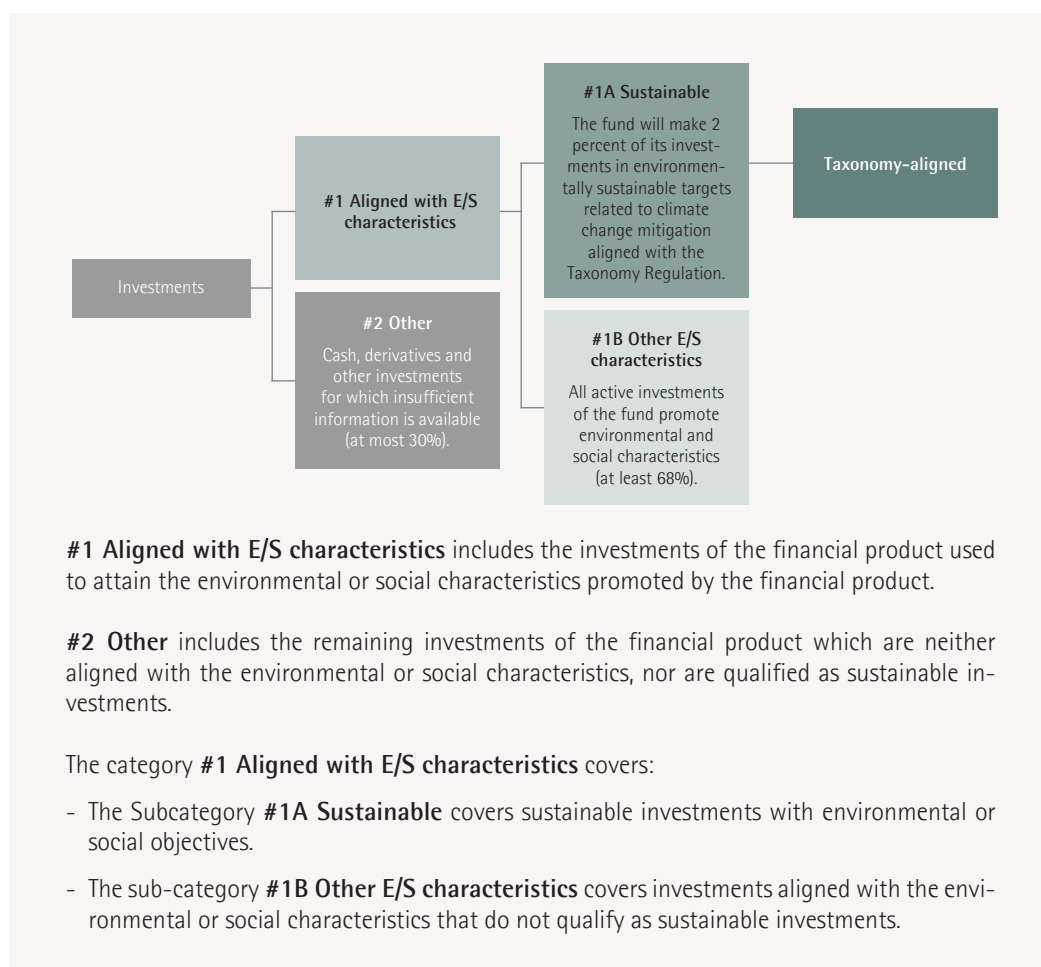 Investments
#1 Aligned with E/S
characteristics
#2 Other
Cash, derivatives and
other investments
for which insufficient
information is available
(at most 30%).
#1A Sustainable
The fund will make 2
percent of its invest-
ments in environmen-
tally sustainable targets
related to climate
change mitigation
aligned with the
Taxonomy Regulation.
#1B Other E/S
characteristics
All active investments
of the fund promote
environmental and
social characteristics
(at least 68%).
Taxonomy-aligned
#1 Aligned with E/S characteristics includes the investments of the financial product used
to attain the environmental or social characteristics promoted by the financial product.
#2 Other includes the remaining investments of the financial product which are neither
aligned with the environmental or social characteristics, nor are qualified as sustainable in-
vestments.
The category #1 Aligned with E/S characteristics covers:
- The Subcategory #1A Sustainable covers sustainable investments with environmental or
social objectives.
- The sub-category #1B Other E/S characteristics covers investments aligned with the envi-
ronmental or social characteristics that do not qualify as sustainable investments.